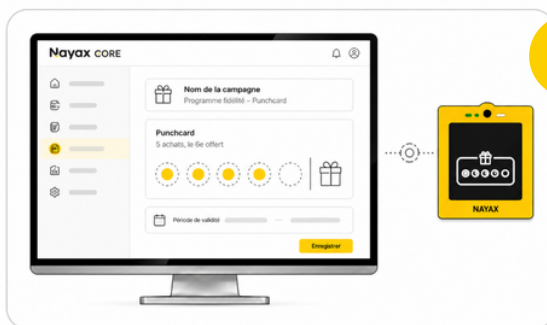 Nayax CORE
Nom de la campagne
Programme fidélité – Punchcard
Punchcard
5 achats, le 6e offert
Période de validité
Enregistrer
NAYAX